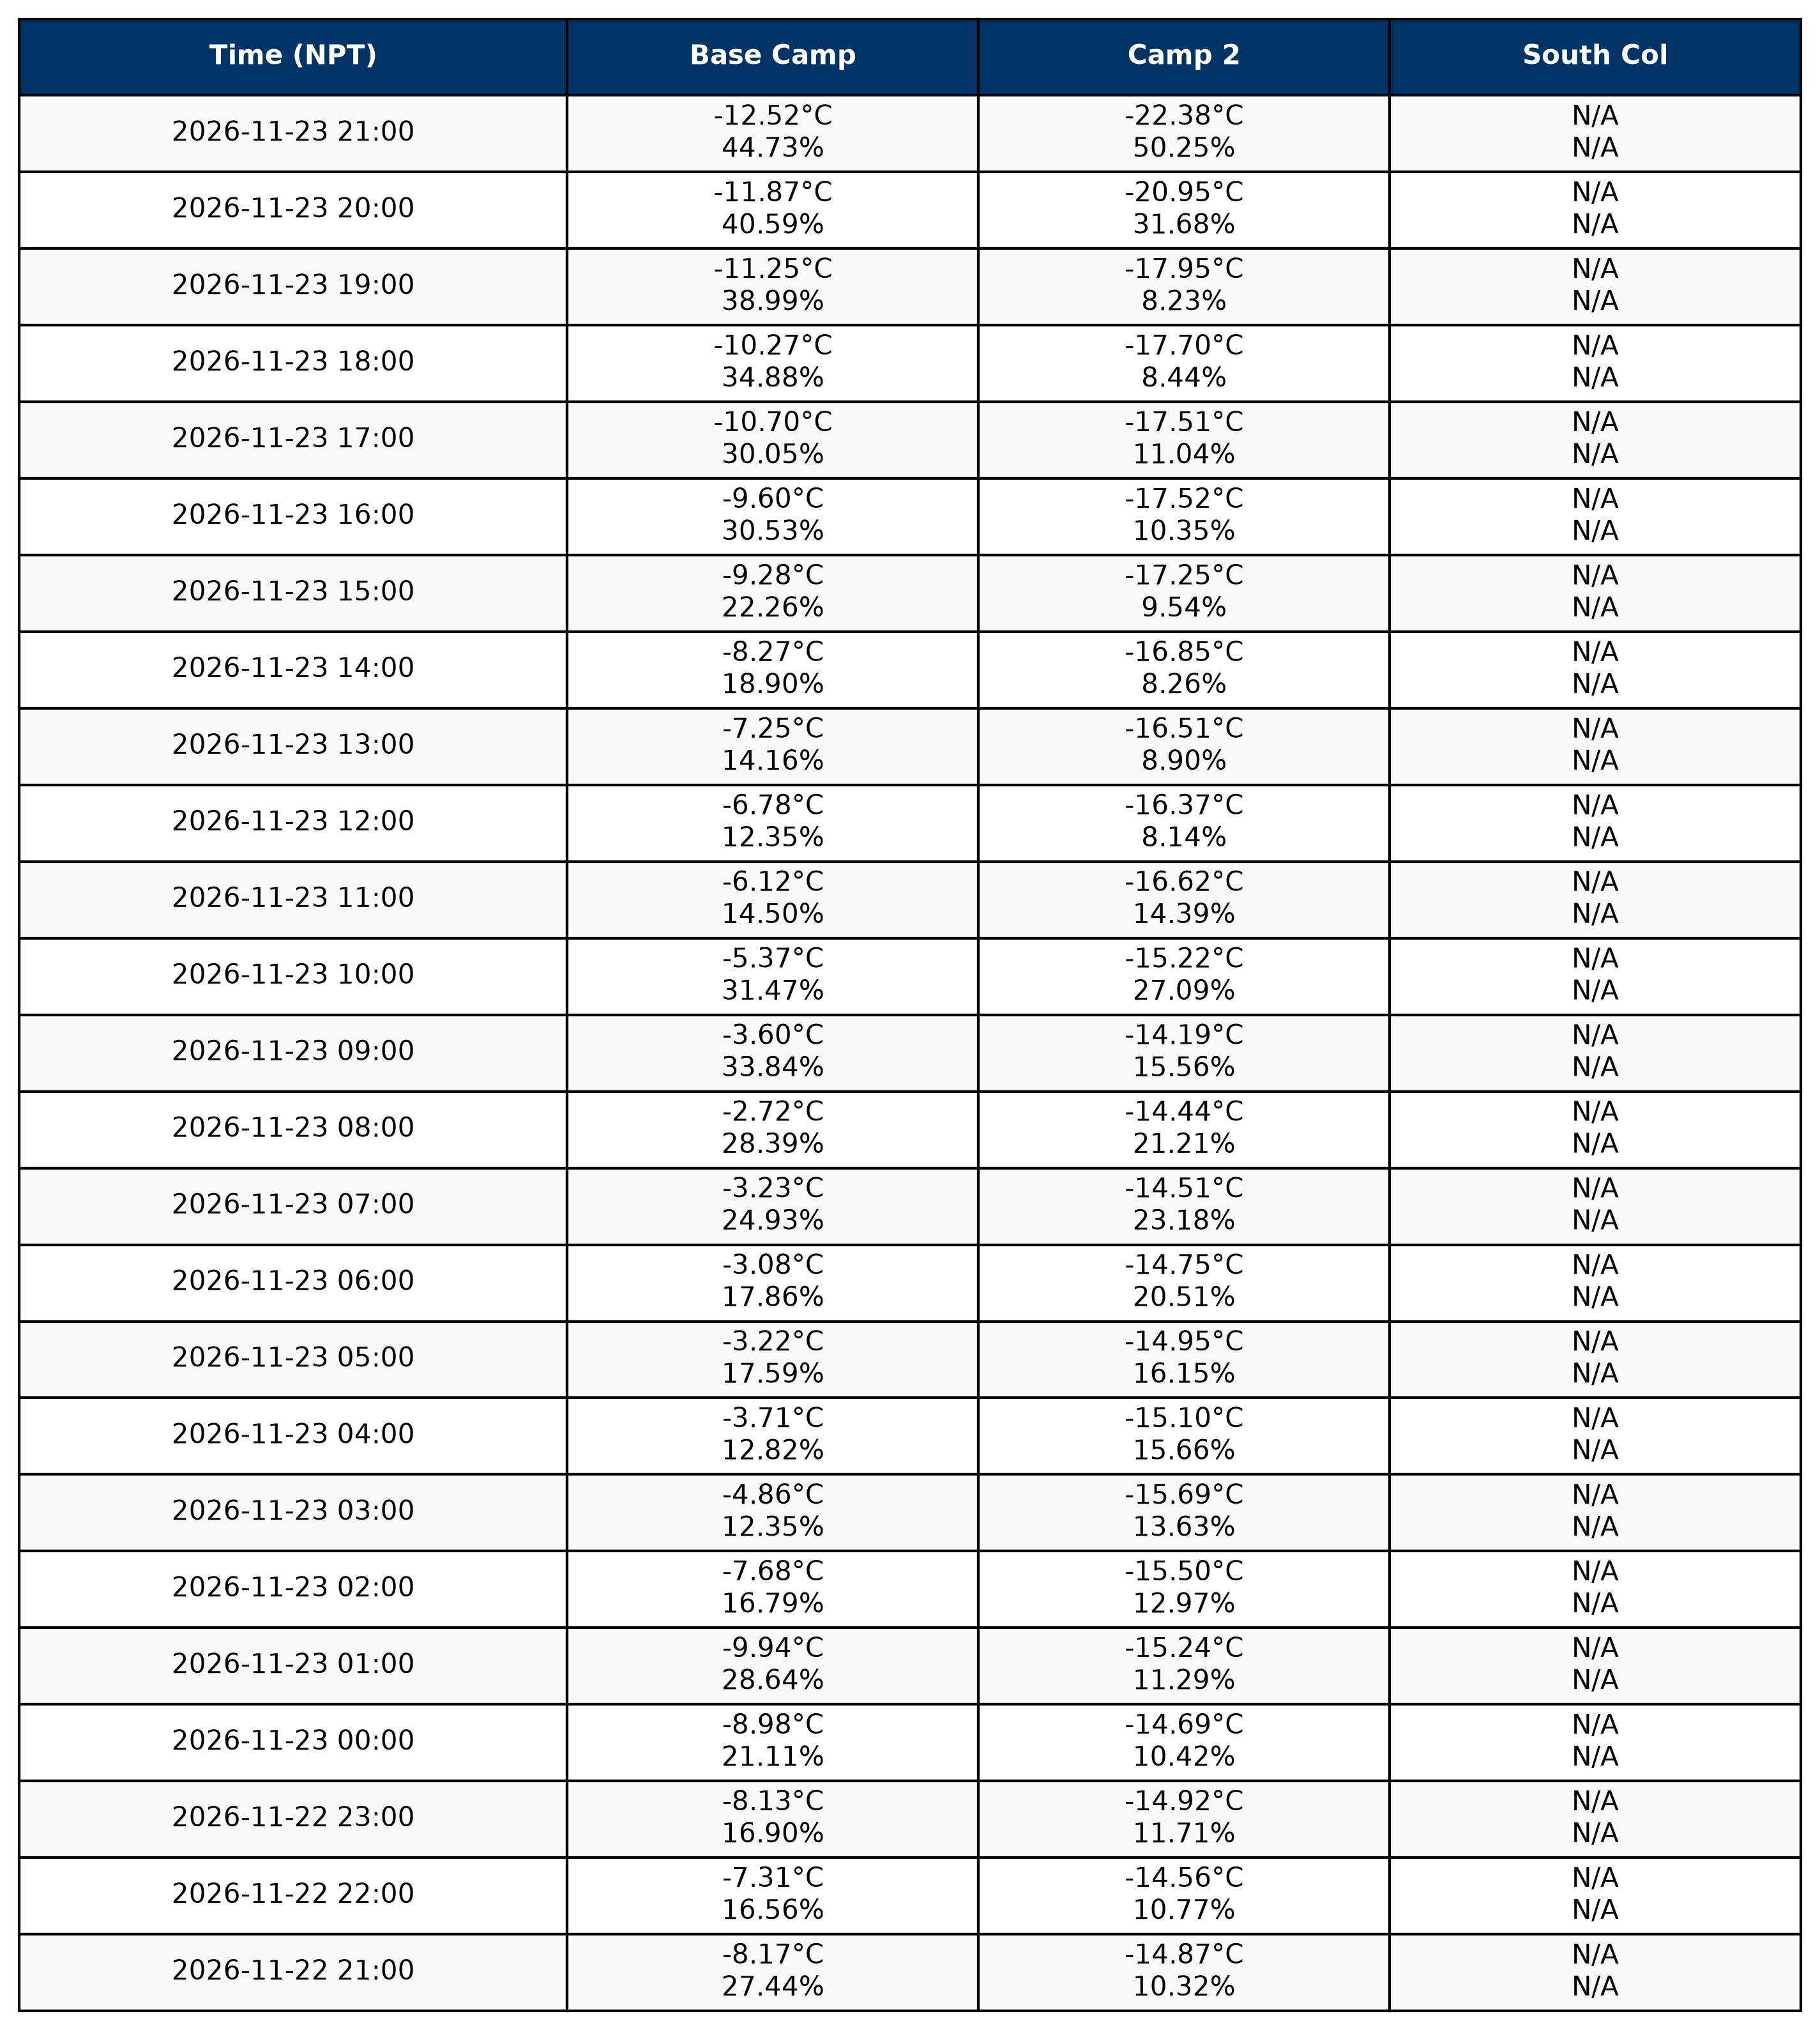 Time (NPT) Base Camp Camp 2 South Col
2026-11-23 21:00 -12.52°C -22.38°C N/A
44.73% 50.25% N/A
2026-11-23 20:00 -11.87°C -20.95°C N/A
40.59% 31.68% N/A
2026-11-23 19:00 -11.25°C -17.95°C N/A
38.99% 8.23% N/A
2026-11-23 18:00 -10.27°C -17.70°C N/A
34.88% 8.44% N/A
2026-11-23 17:00 -10.70°C -17.51°C N/A
30.05% 11.04% N/A
2026-11-23 16:00 -9.60°C -17.52°C N/A
30.53% 10.35% N/A
2026-11-23 15:00 -9.28°C -17.25°C N/A
22.26% 9.54% N/A
2026-11-23 14:00 -8.27°C -16.85°C N/A
18.90% 8.26% N/A
2026-11-23 13:00 -7.25°C -16.51°C N/A
14.16% 8.90% N/A
2026-11-23 12:00 -6.78°C -16.37°C N/A
12.35% 8.14% N/A
2026-11-23 11:00 -6.12°C -16.62°C N/A
14.50% 14.39% N/A
2026-11-23 10:00 -5.37°C -15.22°C N/A
31.47% 27.09% N/A
2026-11-23 09:00 -3.60°C -14.19°C N/A
33.84% 15.56% N/A
2026-11-23 08:00 -2.72°C -14.44°C N/A
28.39% 21.21% N/A
2026-11-23 07:00 -3.23°C -14.51°C N/A
24.93% 23.18% N/A
2026-11-23 06:00 -3.08°C -14.75°C N/A
17.86% 20.51% N/A
2026-11-23 05:00 -3.22°C -14.95°C N/A
17.59% 16.15% N/A
2026-11-23 04:00 -3.71°C -15.10°C N/A
12.82% 15.66% N/A
2026-11-23 03:00 -4.86°C -15.69°C N/A
12.35% 13.63% N/A
2026-11-23 02:00 -7.68°C -15.50°C N/A
16.79% 12.97% N/A
2026-11-23 01:00 -9.94°C -15.24°C N/A
28.64% 11.29% N/A
2026-11-23 00:00 -8.98°C -14.69°C N/A
21.11% 10.42% N/A
2026-11-22 23:00 -8.13°C -14.92°C N/A
16.90% 11.71% N/A
2026-11-22 22:00 -7.31°C -14.56°C N/A
16.56% 10.77% N/A
2026-11-22 21:00 -8.17°C -14.87°C N/A
27.44% 10.32% N/A